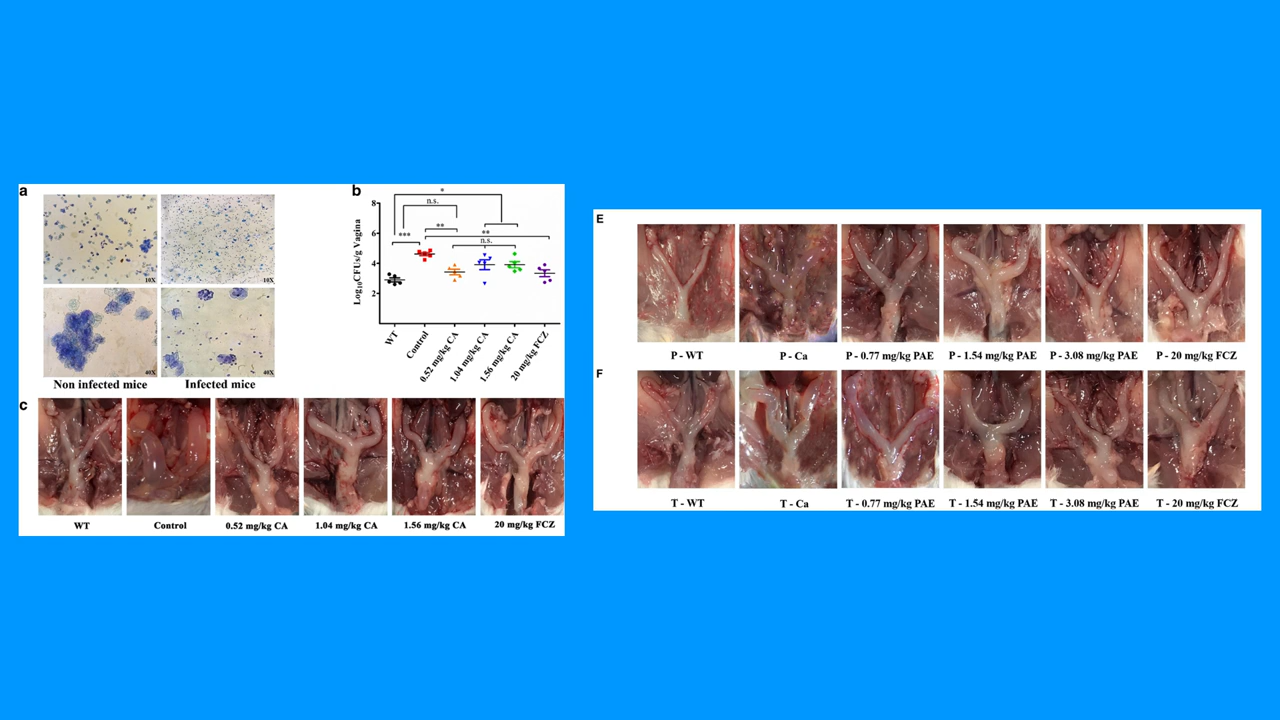 a
10X
10X
40X
40X
Non infected mice
Infected mice
b
*
n.s.
**
**
***
n.s.
Log10CFUs/g Vagina
8
6
4
2
WT
Control
0.52 mg/kg CA
1.04 mg/kg CA
1.56 mg/kg CA
20 mg/kg FCZ
c
WT
Control
0.52 mg/kg CA
1.04 mg/kg CA
1.56 mg/kg CA
20 mg/kg FCZ
E
P - WT
P - Ca
P - 0.77 mg/kg PAE
P - 1.54 mg/kg PAE
P - 3.08 mg/kg PAE
P - 20 mg/kg FCZ
F
T - WT
T - Ca
T - 0.77 mg/kg PAE
T - 1.54 mg/kg PAE
T - 3.08 mg/kg PAE
T - 20 mg/kg FCZ